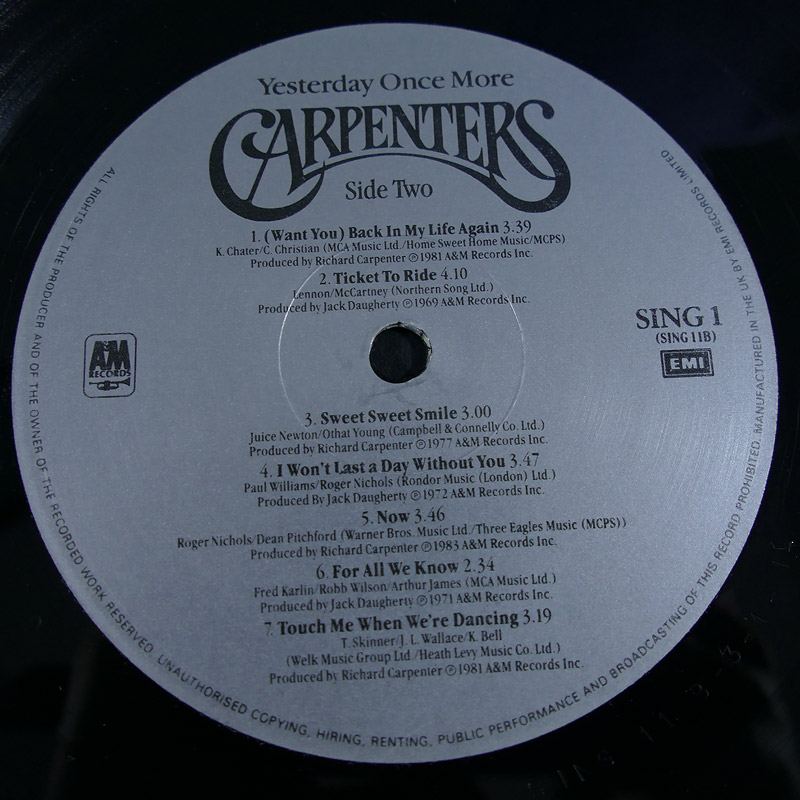 Yesterday Once More
CARPENTERS
Side Two
1. (Want You) Back In My Life Again 3.39
K. Chater/C. Christian (MCA Music Ltd./Home Sweet Home Music/MCPS)
Produced by Richard Carpenter ℗1981 A&M Records Inc.
2. Ticket To Ride 4.10
Lennon/McCartney (Northern Song Ltd.)
Produced by Jack Daugherty ℗1969 A&M Records Inc.
A&M
RECORDS
SING 1
(SING 11B)
EMI
3. Sweet Sweet Smile 3.00
Juice Newton/Othat Young (Campbell & Connelly Co. Ltd.)
Produced by Richard Carpenter ℗1977 A&M Records Inc.
4. I Won't Last a Day Without You 3.47
Paul Williams/Roger Nichols (Rondor Music (London) Ltd.)
Produced By Jack Daugherty ℗1972 A&M Records Inc.
5. Now 3.46
Roger Nichols/Dean Pitchford (Warner Bros. Music Ltd./Three Eagles Music (MCPS))
Produced by Richard Carpenter ℗1983 A&M Records Inc.
6. For All We Know 2.34
Fred Karlin/Robb Wilson/Arthur James (MCA Music Ltd.)
Produced by Jack Daugherty ℗1971 A&M Records Inc.
7. Touch Me When We're Dancing 3.19
T. Skinner/J. L. Wallace/K. Bell
(Welk Music Group Ltd./Heath Levy Music Co. Ltd.)
Produced by Richard Carpenter ℗1981 A&M Records Inc.
ALL RIGHTS OF THE PRODUCER AND OF THE OWNER OF THE RECORDED WORK RESERVED. UNAUTHORISED COPYING, HIRING, RENTING, PUBLIC PERFORMANCE AND BROADCASTING OF THIS RECORD PROHIBITED. MANUFACTURED IN THE UK BY EMI RECORDS LIMITED